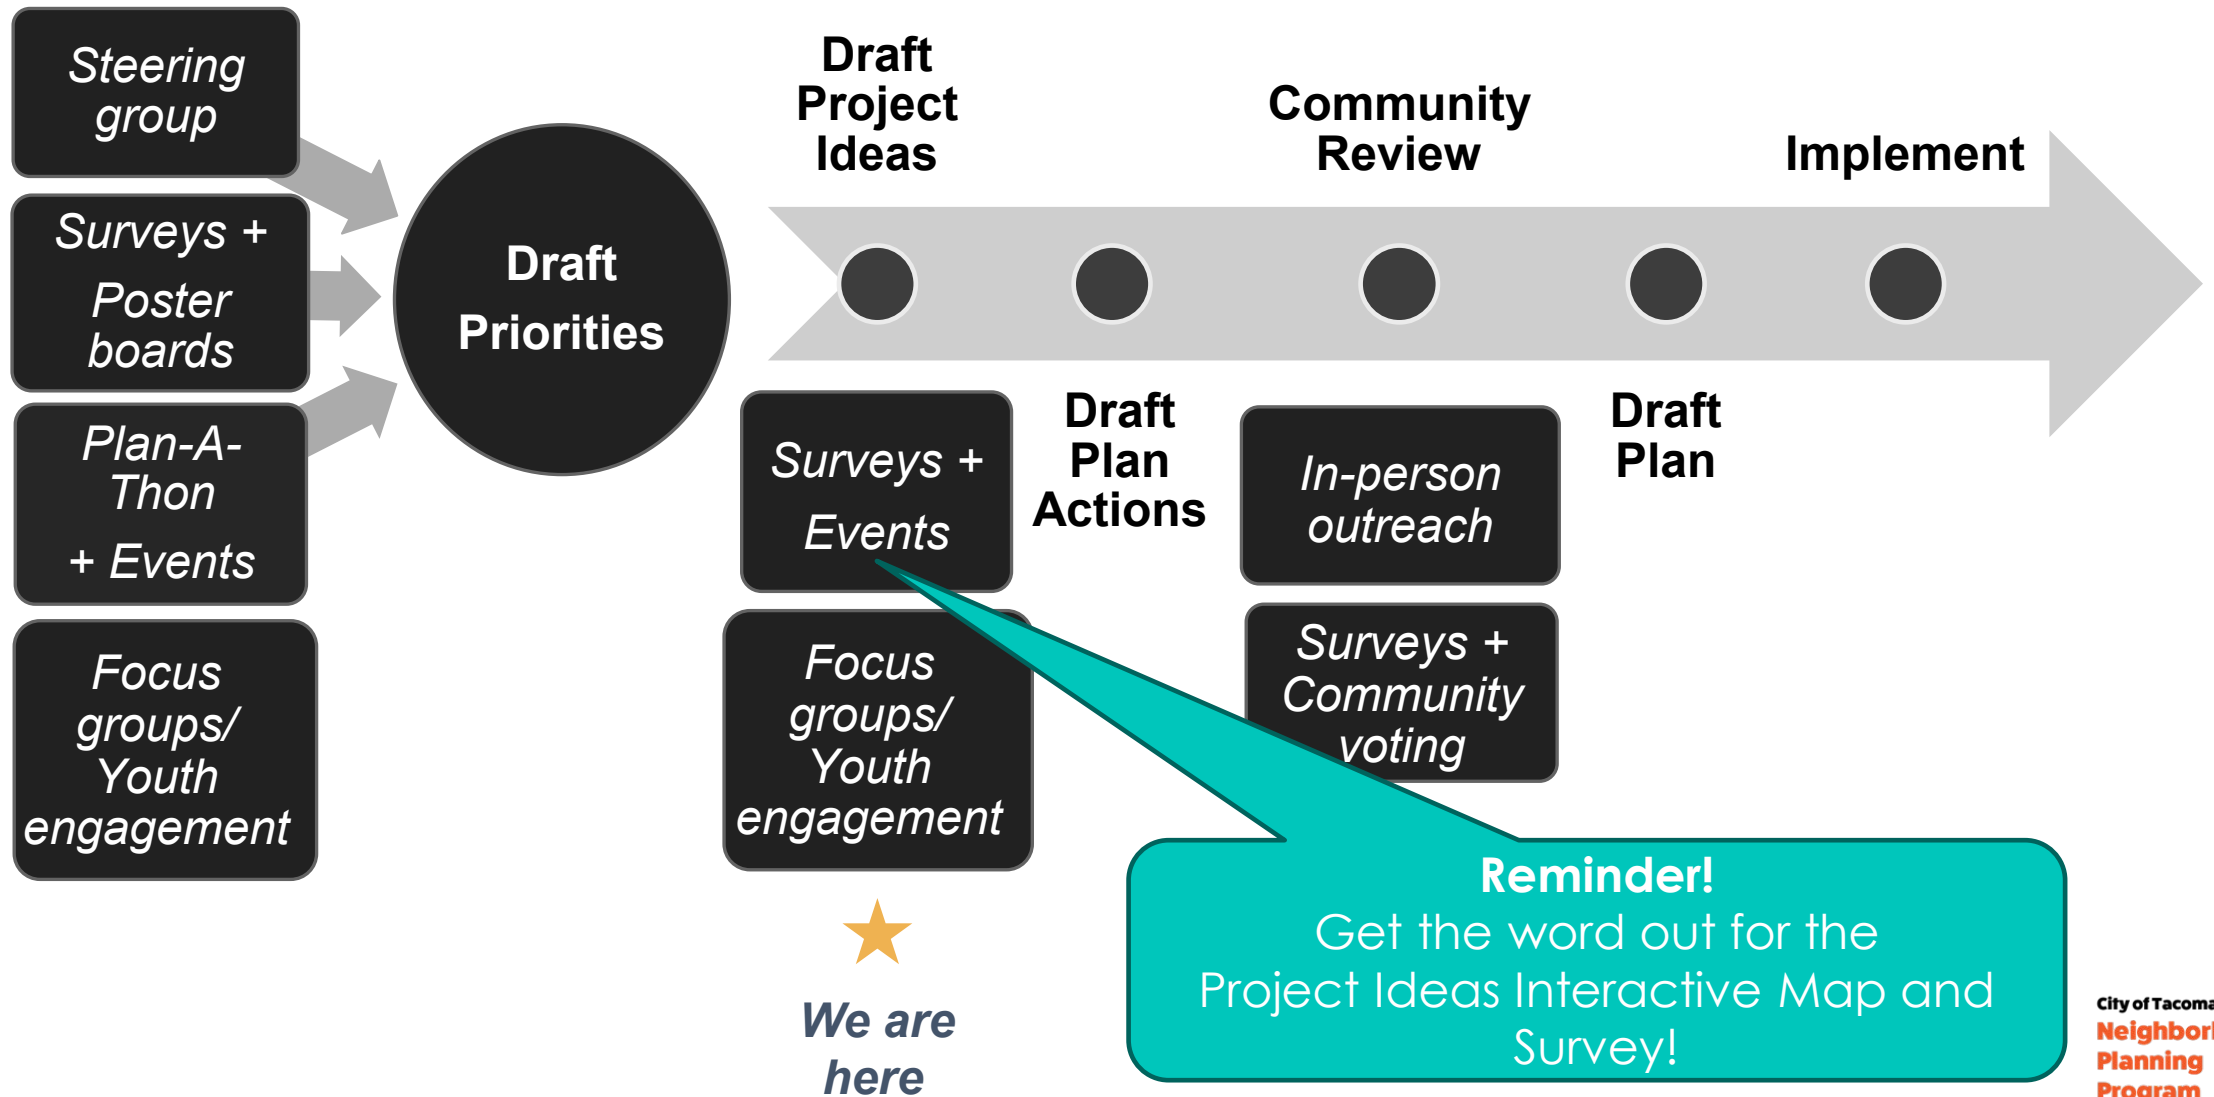 Steering
group
Surveys +
Poster
boards
Plan-A-
Thon
+ Events
Focus
groups/
Youth
engagement
Draft
Priorities
Draft
Project
Ideas
Community
Review
Implement
Surveys +
Events
Focus
groups/
Youth
engagement
Draft
Plan
Actions
In-person
outreach
Surveys +
Community
voting
Draft
Plan
We are
here
Reminder!
Get the word out for the
Project Ideas Interactive Map and
Survey!
City of Tacoma
Planning
Program